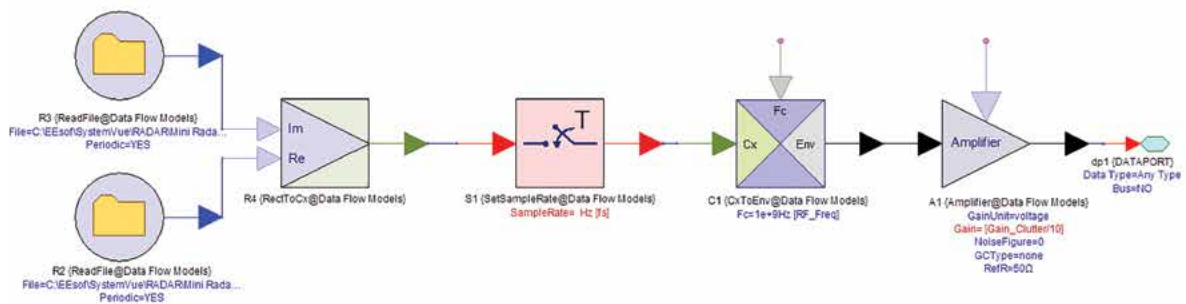 R3 {ReadFile@Data Flow Models}
File=C:\EEsof\SystemVue\RADAR\Mini Rada...
Periodic=YES
R2 {ReadFile@Data Flow Models}
File=C:\EEsof\SystemVue\RADAR\Mini Rada...
Periodic=YES
Im
Re
R4 {RectToCx@Data Flow Models}
T
S1 {SetSampleRate@Data Flow Models}
SampleRate= Hz [fs]
Fc
Cx
Env
C1 {CxToEnv@Data Flow Models}
Fc=1e+9Hz [RF_Freq]
Amplifier
A1 {Amplifier@Data Flow Models}
GainUnit=voltage
Gain= [Gain_Clutter/10]
NoiseFigure=0
GCType=none
RefR=50Ω
dp1 {DATAPORT}
Data Type=Any Type
Bus=NO